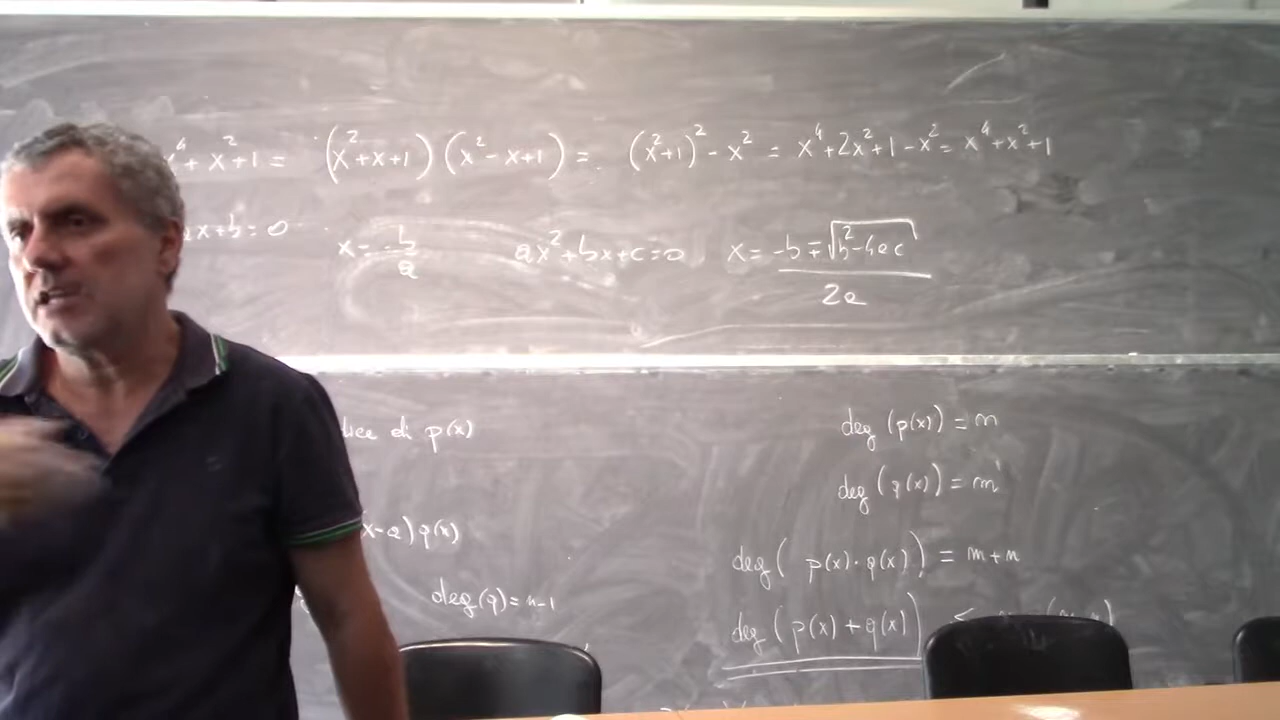 x⁴+x²+1 = (x²+x+1)(x²-x+1) = (x²+1)²-x² = x⁴+2x²+1-x² = x⁴+x²+1
ax+b=0 x=-b/a ax²+bx+c=0 x = (-b∓√(b²-4ac))/2a
di p(x)
x-a)q(x)
deg(q)=n-1
deg (p(x)) = n
deg (q(x)) = m
deg( p(x)·q(x)) = m+n
deg (p(x)+q(x)) ≤